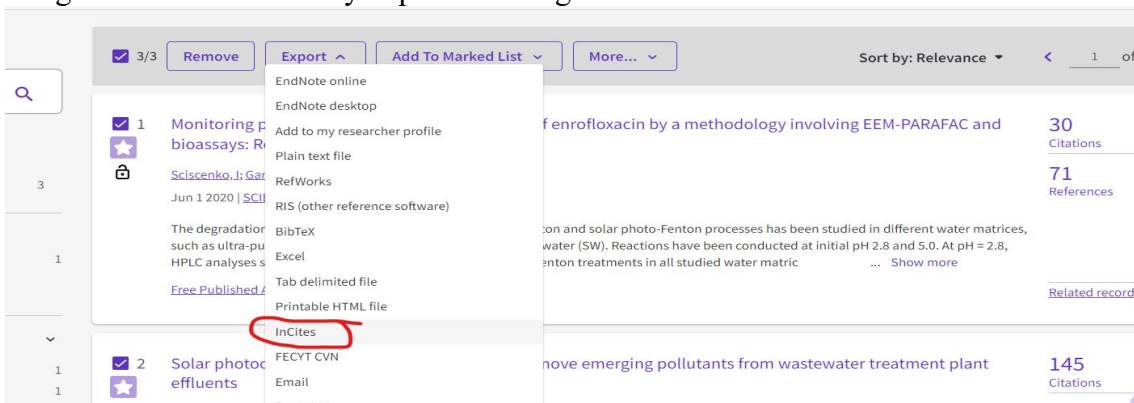 3/3 Remove Export Add To Marked List More... Sort by: Relevance 1 of
EndNote online
EndNote desktop
Add to my researcher profile
Plain text file
RefWorks
RIS (other reference software)
BibTeX
Excel
Tab delimited file
Printable HTML file
InCites
FECYT CVN
Email
1 Monitoring p f enrofloxacin by a methodology involving EEM-PARAFAC and
bioassays: R
Sciscenko, I; Gar
Jun 1 2020 | SCI
The degradation ton and solar photo-Fenton processes has been studied in different water matrices,
such as ultra-pu water (SW). Reactions have been conducted at initial pH 2.8 and 5.0. At pH = 2.8,
HPLC analyses s enton treatments in all studied water matric ... Show more
Free Published A
30
Citations
71
References
Related record
3
1
1
1
2 Solar photoc nove emerging pollutants from wastewater treatment plant
effluents
145
Citations